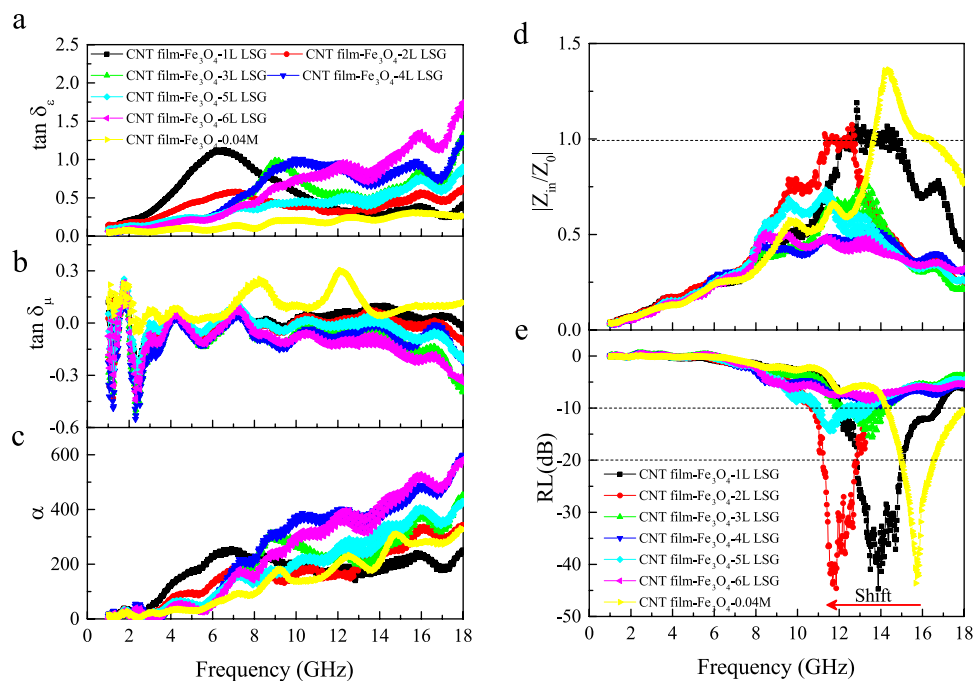 a
2.5
2.0
1.5
1.0
0.5
0.0
tan δε
CNT film-Fe3O4-1L LSG
CNT film-Fe3O4-2L LSG
CNT film-Fe3O4-3L LSG
CNT film-Fe3O4-4L LSG
CNT film-Fe3O4-5L LSG
CNT film-Fe3O4-6L LSG
CNT film-Fe3O4-0.04M
b
0.3
0.0
-0.3
-0.6
tan δμ
c
600
400
200
0
α
0 2 4 6 8 10 12 14 16 18
Frequency (GHz)
d
1.5
1.0
0.5
0.0
|Zin/Z0|
e
0
-10
-20
-30
-40
-50
RL(dB)
CNT film-Fe3O4-1L LSG
CNT film-Fe3O4-2L LSG
CNT film-Fe3O4-3L LSG
CNT film-Fe3O4-4L LSG
CNT film-Fe3O4-5L LSG
CNT film-Fe3O4-6L LSG
CNT film-Fe3O4-0.04M
Shift
0 2 4 6 8 10 12 14 16 18
Frequency (GHz)